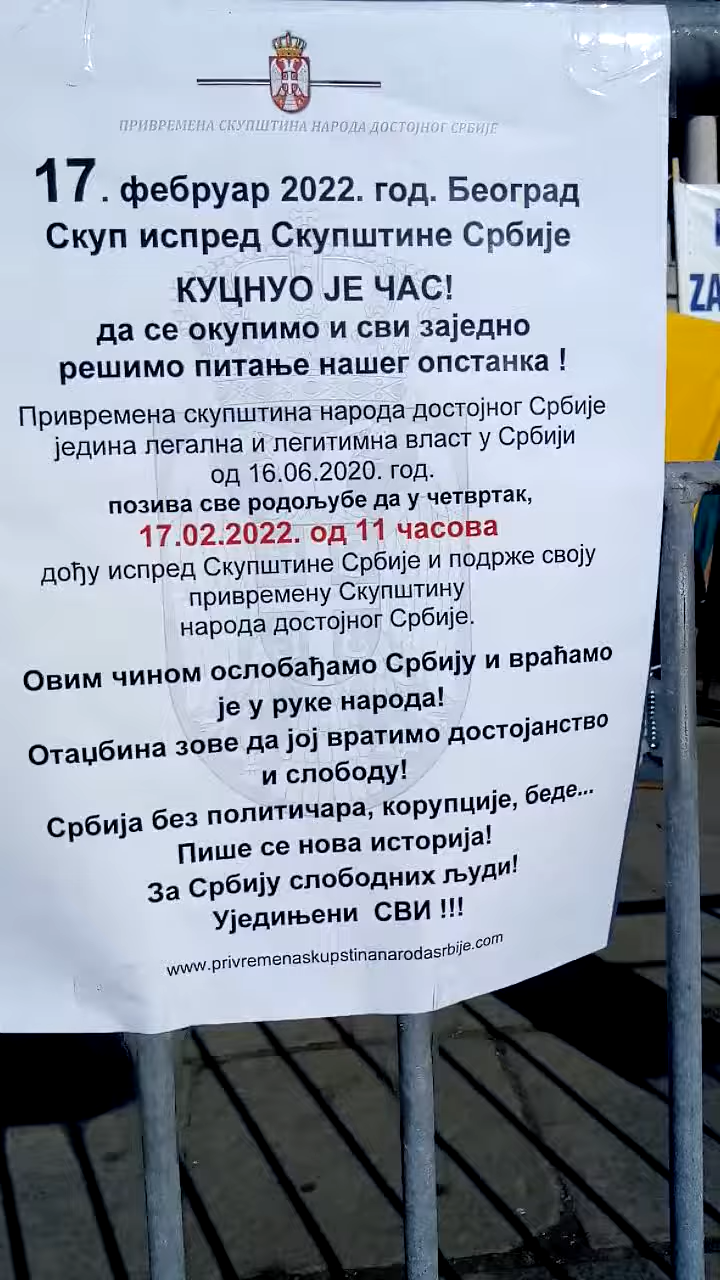 ПРИВРЕМЕНА СКУПШТИНА НАРОДА ДОСТОЈНОГ СРБИЈЕ
17. фебруар 2022. год. Београд
Скуп испред Скупштине Србије
КУЦНУО ЈЕ ЧАС!
да се окупимо и сви заједно
решимо питање нашег опстанка !
Привремена скупштина народа достојног Србије
једина легална и легитимна власт у Србији
од 16.06.2020. год.
позива све родољубе да у четвртак,
17.02.2022. од 11 часова
дођу испред Скупштине Србије и подрже своју
привремену Скупштину
народа достојног Србије.
Овим чином ослобађамо Србију и враћамо
је у руке народа!
Отаџбина зове да јој вратимо достојанство
и слободу!
Србија без политичара, корупције, беде...
Пише се нова историја!
За Србију слободних људи!
Уједињени СВИ !!!
www.privremenaskupstinanarodasrbije.com
ZA